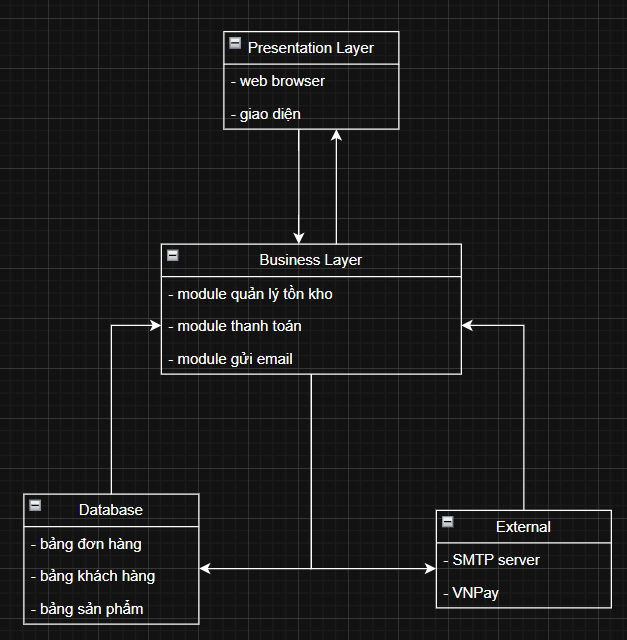 Presentation Layer
- web browser
- giao diện
Business Layer
- module quản lý tồn kho
- module thanh toán
- module gửi email
Database
- bảng đơn hàng
- bảng khách hàng
- bảng sản phẩm
External
- SMTP server
- VNPay